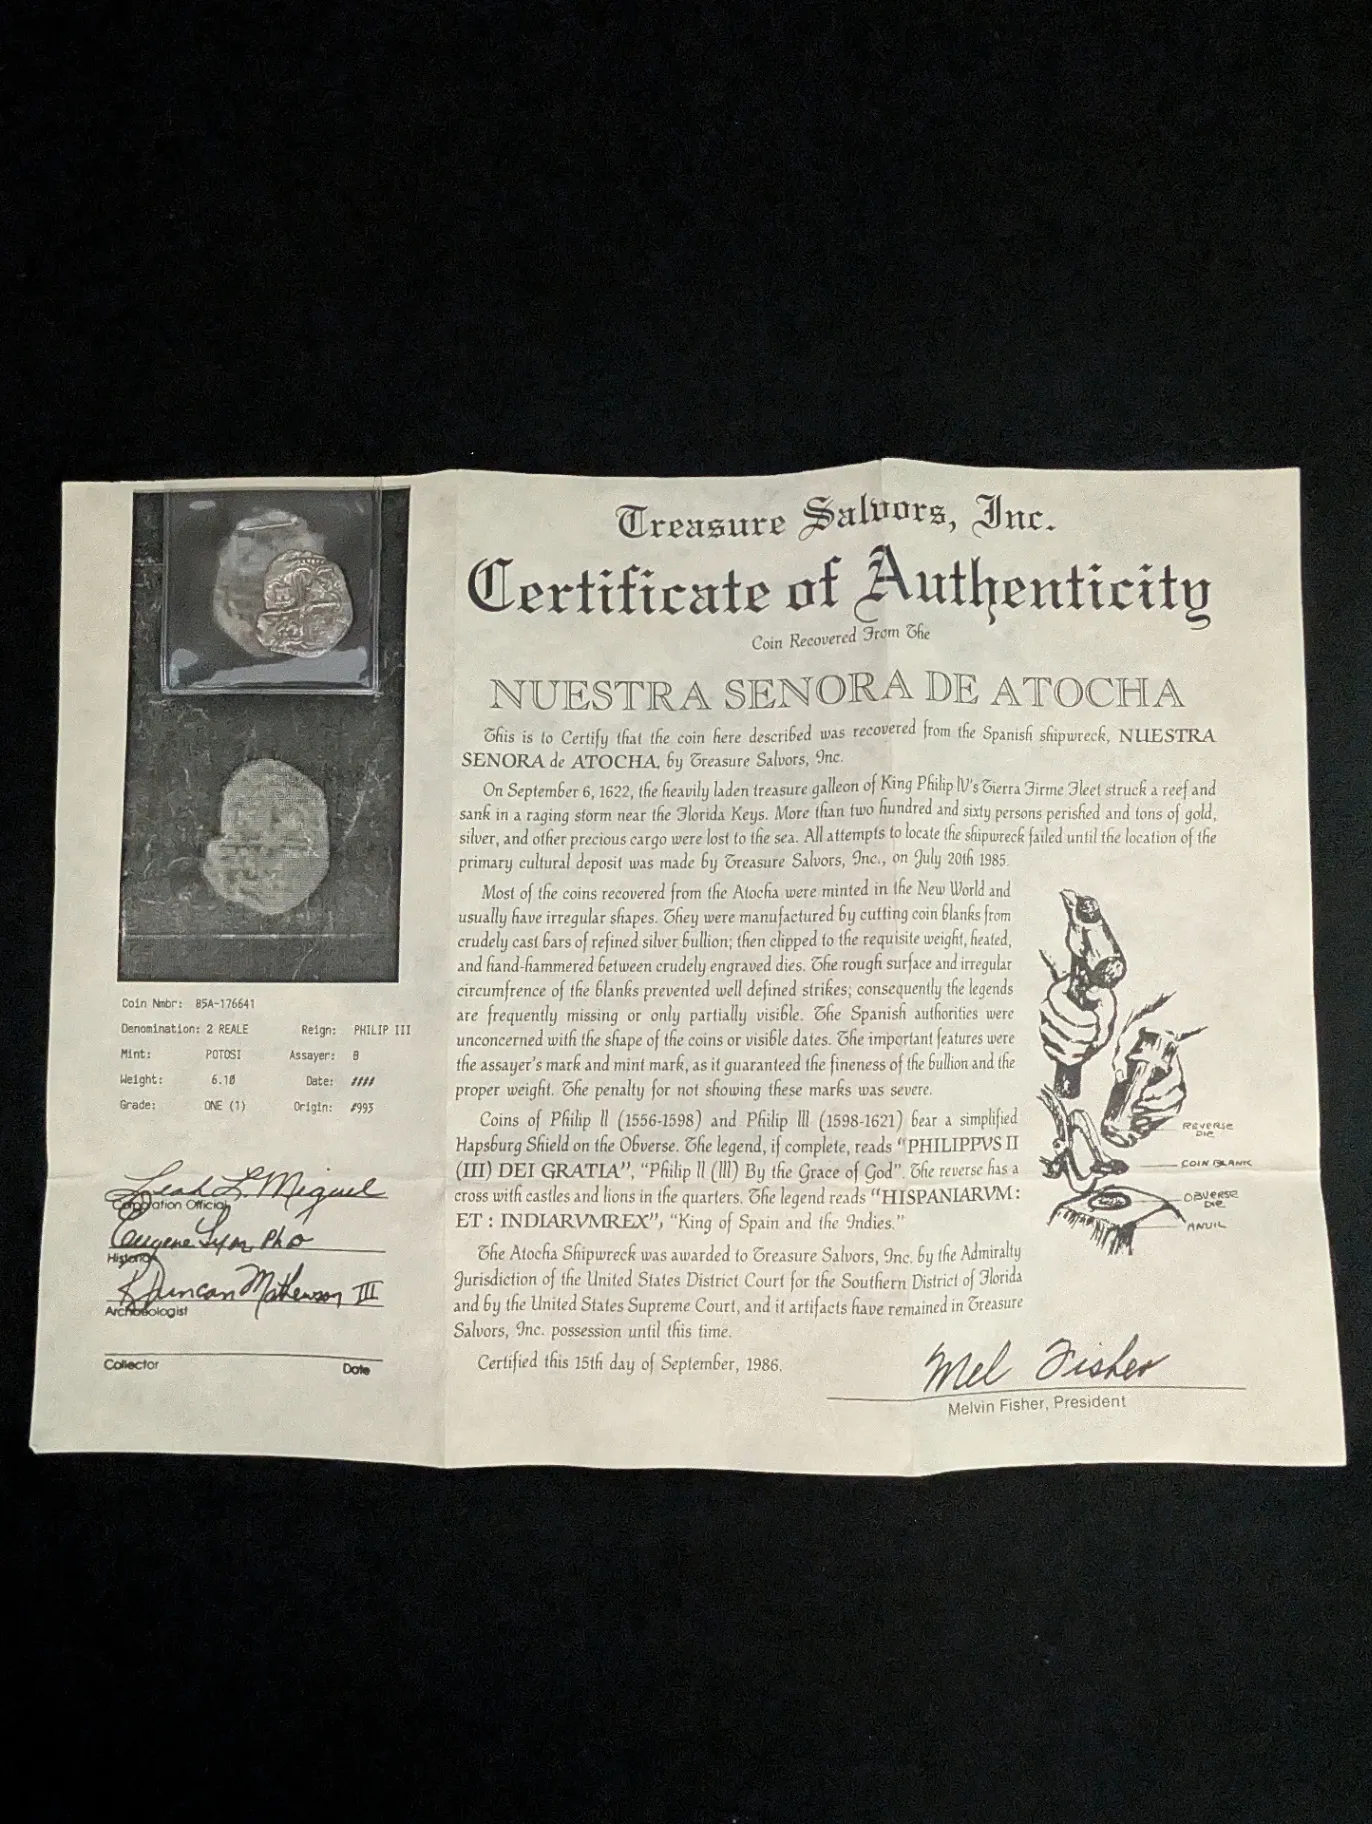 Treasure Salvors, Inc.
Certificate of Authenticity
Coin Recovered From The
NUESTRA SENORA DE ATOCHA
This is to Certify that the coin here described was recovered from the Spanish shipwreck, NUESTRA
SENORA de ATOCHA, by Treasure Salvors, Inc.
On September 6, 1622, the heavily laden treasure galleon of King Philip IV's Tierra Firme Fleet struck a reef and
sank in a raging storm near the Florida Keys. More than two hundred and sixty persons perished and tons of gold,
silver, and other precious cargo were lost to the sea. All attempts to locate the shipwreck failed until the location of the
primary cultural deposit was made by Treasure Salvors, Inc., on July 20th 1985.
Most of the coins recovered from the Atocha were minted in the New World and
usually have irregular shapes. They were manufactured by cutting coin blanks from
crudely cast bars of refined silver bullion; then clipped to the requisite weight, heated,
and hand-hammered between crudely engraved dies. The rough surface and irregular
circumfrence of the blanks prevented well defined strikes; consequently the legends
are frequently missing or only partially visible. The Spanish authorities were
unconcerned with the shape of the coins or visible dates. The important features were
the assayer's mark and mint mark, as it guaranteed the fineness of the bullion and the
proper weight. The penalty for not showing these marks was severe.
Coins of Philip II (1556-1598) and Philip III (1598-1621) bear a simplified
Hapsburg Shield on the Obverse. The legend, if complete, reads "PHILIPPVS II
(III) DEI GRATIA", "Philip II (III) By the Grace of God". The reverse has a
cross with castles and lions in the quarters. The legend reads "HISPANIARVM :
ET : INDIARVMREX", "King of Spain and the Indies."
The Atocha Shipwreck was awarded to Treasure Salvors, Inc. by the Admiralty
Jurisdiction of the United States District Court for the Southern District of Florida
and by the United States Supreme Court, and it artifacts have remained in Treasure
Salvors, Inc. possession until this time.
Certified this 15th day of September, 1986.
Mel Fisher
Melvin Fisher, President
REVERSE
DIE
COIN BLANK
OBVERSE
DIE
ANVIL
Coin Nmbr: 85A-176641
Denomination: 2 REALE Reign: PHILIP III
Mint: POTOSI Assayer: B
Weight: 6.10 Date: ####
Grade: ONE (1) Origin: #993
Leah L. Miguel
Corporation Official
Eugene Lyon PhD
Historian
R Duncan Mathewson III
Archeologist
Collector Date